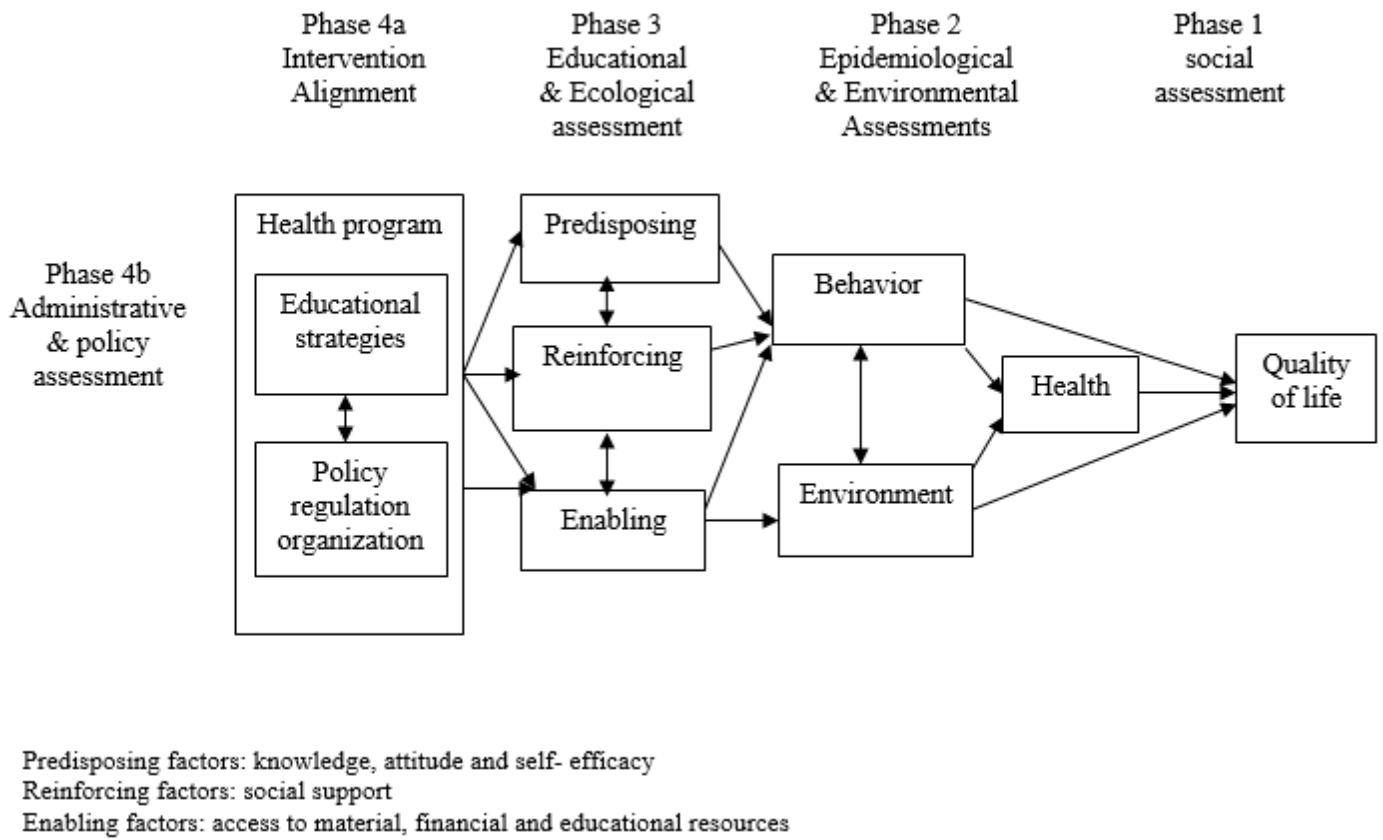 Phase 4a
Intervention
Alignment
Phase 3
Educational
& Ecological
assessment
Phase 2
Epidemiological
& Environmental
Assessments
Phase 1
social
assessment
Phase 4b
Administrative
& policy
assessment
Health program
Educational
strategies
Policy
regulation
organization
Predisposing
Reinforcing
Enabling
Behavior
Environment
Health
Quality
of life
Predisposing factors: knowledge, attitude and self- efficacy
Reinforcing factors: social support
Enabling factors: access to material, financial and educational resources